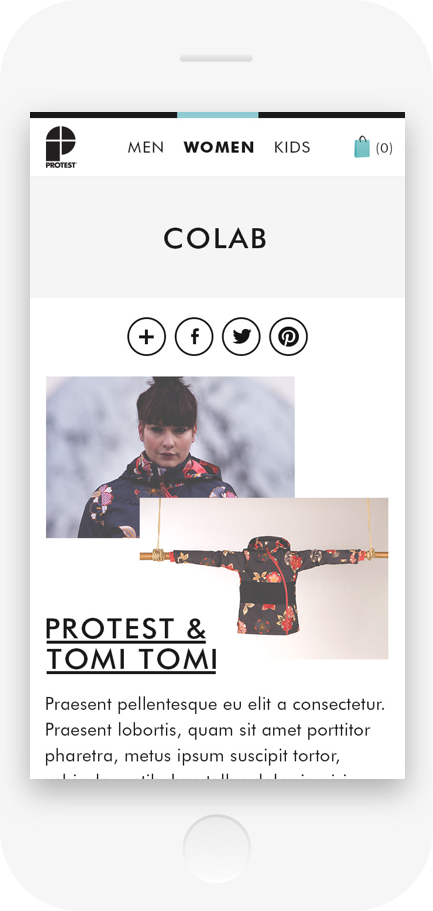 MEN WOMEN KIDS (0)
PROTEST
COLAB
PROTEST &
TOMI TOMI
Praesent pellentesque eu elit a consectetur.
Praesent lobortis, quam sit amet porttitor
pharetra, metus ipsum suscipit tortor,